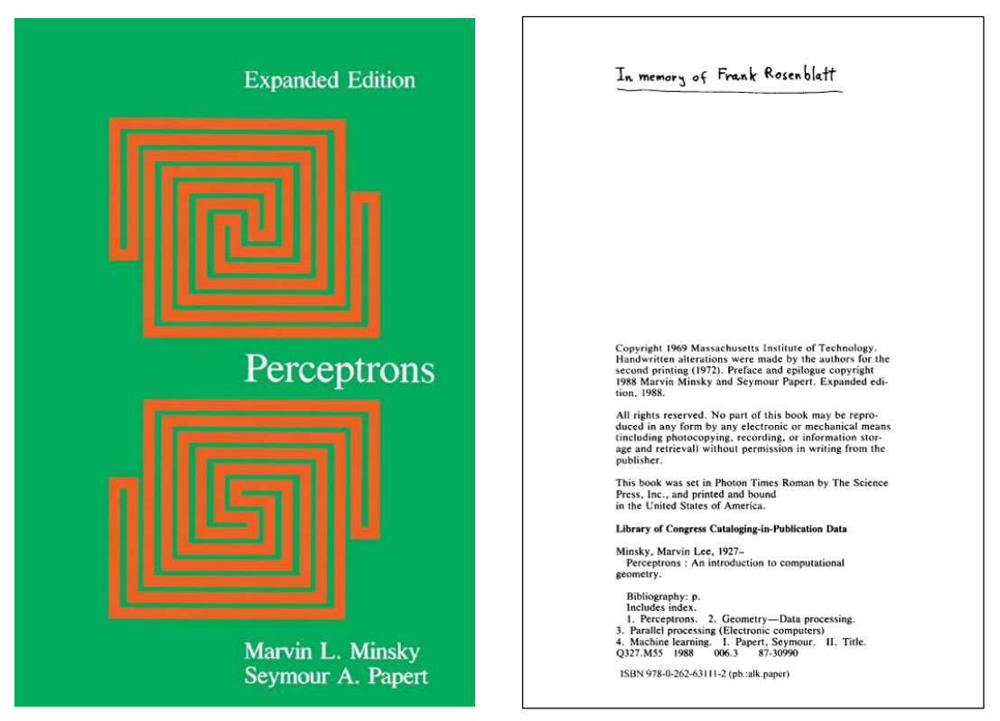 Expanded Edition
Perceptrons
Marvin L. Minsky
Seymour A. Papert
In memory of Frank Rosenblatt
Copyright 1969 Massachusetts Institute of Technology.
Handwritten alterations were made by the authors for the
second printing (1972). Preface and epilogue copyright
1988 Marvin Minsky and Seymour Papert. Expanded edi-
tion, 1988.
All rights reserved. No part of this book may be repro-
duced in any form by any electronic or mechanical means
(including photocopying, recording, or information stor-
age and retrieval) without permission in writing from the
publisher.
This book was set in Photon Times Roman by The Science
Press, Inc., and printed and bound
in the United States of America.
Library of Congress Cataloging-in-Publication Data
Minsky, Marvin Lee, 1927–
Perceptrons : An introduction to computational
geometry.
Bibliography: p.
Includes index.
1. Perceptrons. 2. Geometry—Data processing.
3. Parallel processing (Electronic computers)
4. Machine learning. I. Papert, Seymour. II. Title.
Q327.M55 1988 006.3 87-30990
ISBN 978-0-262-63111-2 (pb.:alk.paper)